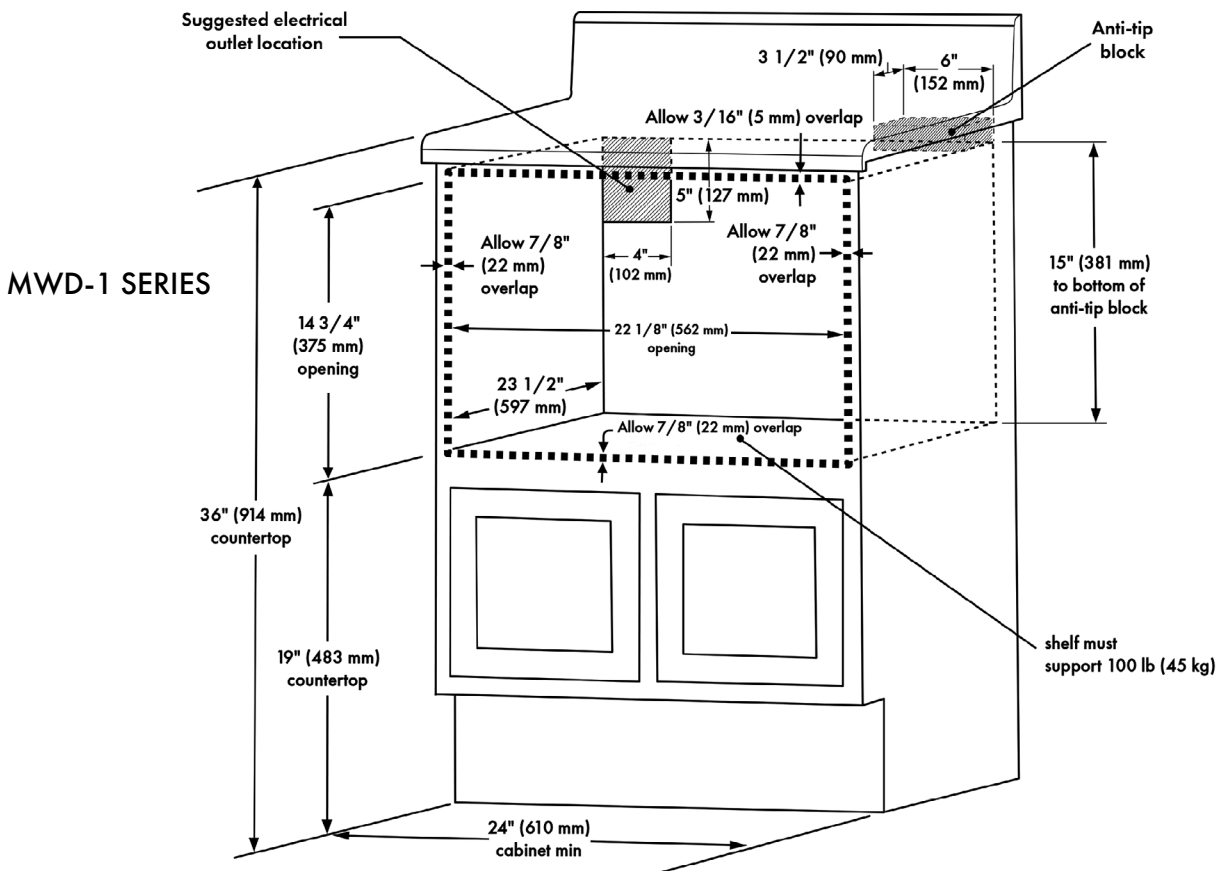 Suggested electrical
outlet location
Anti-tip
block
3 1/2" (90 mm)
6"
(152 mm)
Allow 3/16" (5 mm) overlap
5" (127 mm)
Allow 7/8"
(22 mm)
overlap
4"
(102 mm)
Allow 7/8"
(22 mm)
overlap
15" (381 mm)
to bottom of
anti-tip block
MWD-1 SERIES
14 3/4"
(375 mm)
opening
22 1/8" (562 mm)
opening
23 1/2"
(597 mm)
Allow 7/8" (22 mm) overlap
36" (914 mm)
countertop
19" (483 mm)
countertop
shelf must
support 100 lb (45 kg)
24" (610 mm)
cabinet min